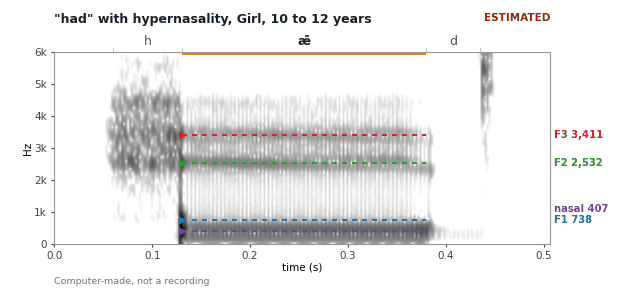 "had" with hypernasality, Girl, 10 to 12 years
ESTIMATED
h æ̃ d
6k
5k
4k
3k
2k
1k
0
Hz
F3 3,411
F2 2,532
nasal 407
F1 738
0.0 0.1 0.2 0.3 0.4 0.5
time (s)
Computer-made, not a recording